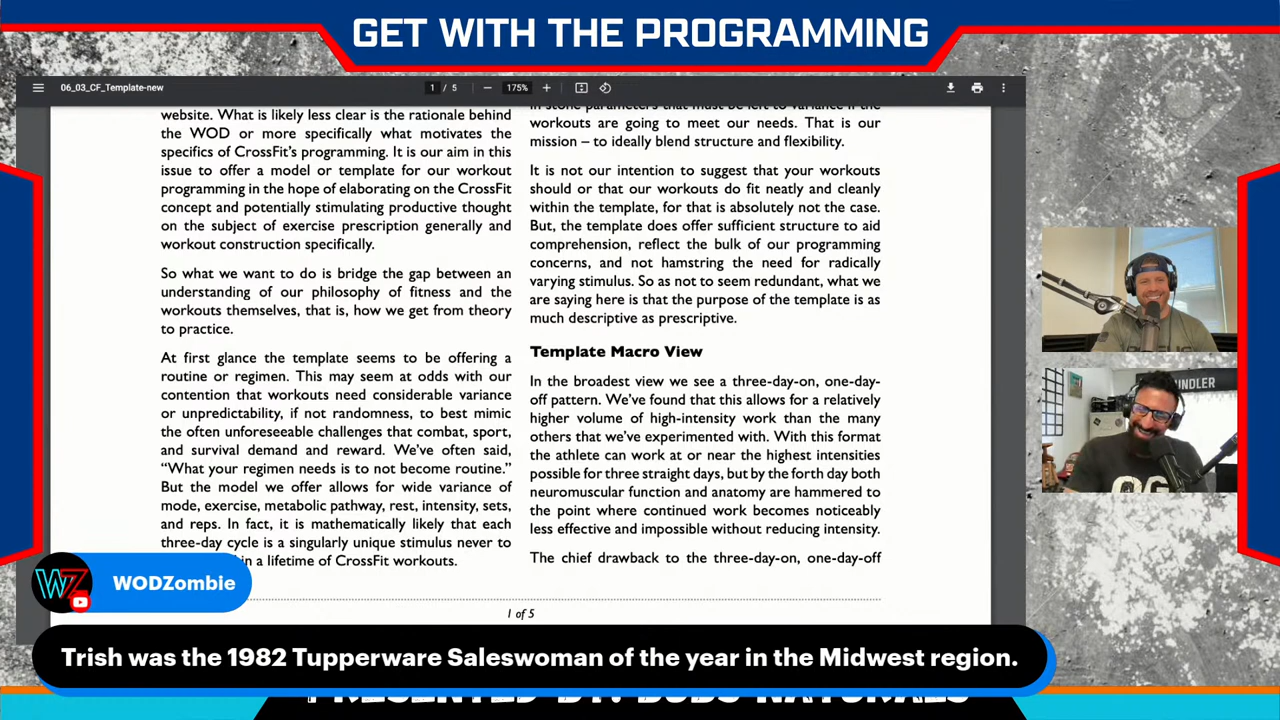 GET WITH THE PROGRAMMING
06_03_CF_Template-new
1 / 5
175%
website. What is likely less clear is the rationale behind
the WOD or more specifically what motivates the
specifics of CrossFit's programming. It is our aim in this
issue to offer a model or template for our workout
programming in the hope of elaborating on the CrossFit
concept and potentially stimulating productive thought
on the subject of exercise prescription generally and
workout construction specifically.
So what we want to do is bridge the gap between an
understanding of our philosophy of fitness and the
workouts themselves, that is, how we get from theory
to practice.
At first glance the template seems to be offering a
routine or regimen. This may seem at odds with our
contention that workouts need considerable variance
or unpredictability, if not randomness, to best mimic
the often unforeseeable challenges that combat, sport,
and survival demand and reward. We've often said,
“What your regimen needs is to not become routine.”
But the model we offer allows for wide variance of
mode, exercise, metabolic pathway, rest, intensity, sets,
and reps. In fact, it is mathematically likely that each
three-day cycle is a singularly unique stimulus never to
in a lifetime of CrossFit workouts.
in stone parameters that must be left to variance if the
workouts are going to meet our needs. That is our
mission – to ideally blend structure and flexibility.
It is not our intention to suggest that your workouts
should or that our workouts do fit neatly and cleanly
within the template, for that is absolutely not the case.
But, the template does offer sufficient structure to aid
comprehension, reflect the bulk of our programming
concerns, and not hamstring the need for radically
varying stimulus. So as not to seem redundant, what we
are saying here is that the purpose of the template is as
much descriptive as prescriptive.
Template Macro View
In the broadest view we see a three-day-on, one-day-
off pattern. We've found that this allows for a relatively
higher volume of high-intensity work than the many
others that we've experimented with. With this format
the athlete can work at or near the highest intensities
possible for three straight days, but by the forth day both
neuromuscular function and anatomy are hammered to
the point where continued work becomes noticeably
less effective and impossible without reducing intensity.
The chief drawback to the three-day-on, one-day-off
1 of 5
WZ
WODZombie
Trish was the 1982 Tupperware Saleswoman of the year in the Midwest region.
PRESENTED BY: BUBS NATURALS